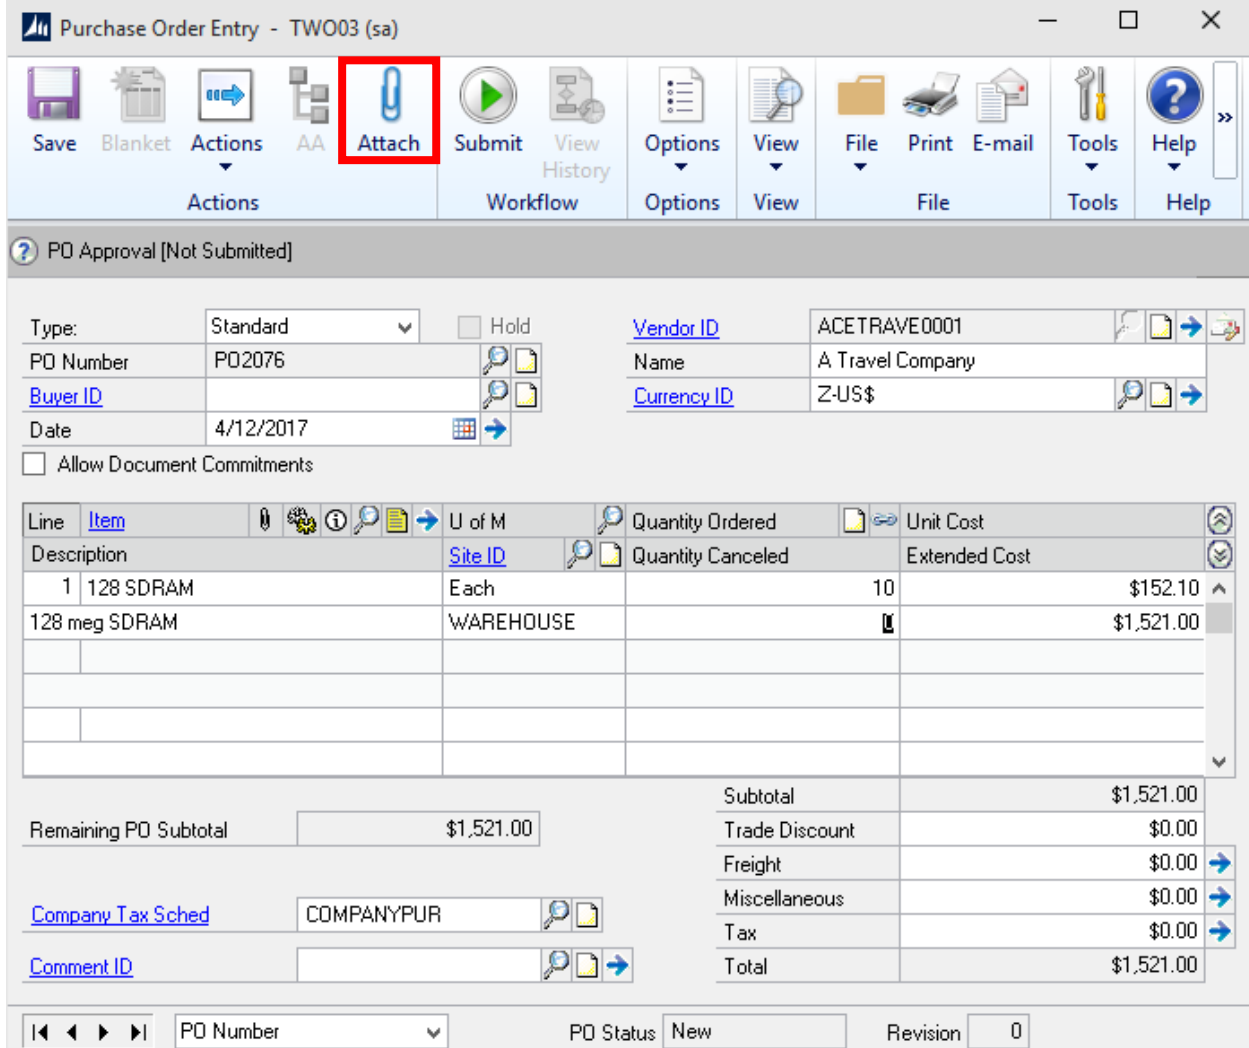 Purchase Order Entry - TWO03 (sa)
Save Blanket Actions AA Attach Submit View History Options View File Print E-mail Tools Help »
Actions Workflow Options View File Tools Help
PO Approval [Not Submitted]
Type: Standard Hold Vendor ID ACETRAVE0001
PO Number PO2076 Name A Travel Company
Buyer ID Currency ID Z-US$
Date 4/12/2017
Allow Document Commitments
Line Item U of M Quantity Ordered Unit Cost
Description Site ID Quantity Canceled Extended Cost
1 128 SDRAM Each 10 $152.10
128 meg SDRAM WAREHOUSE $1,521.00
Subtotal $1,521.00
Remaining PO Subtotal $1,521.00 Trade Discount $0.00
Freight $0.00
Miscellaneous $0.00
Company Tax Sched COMPANYPUR
Tax $0.00
Comment ID Total $1,521.00
PO Number PO Status New Revision 0